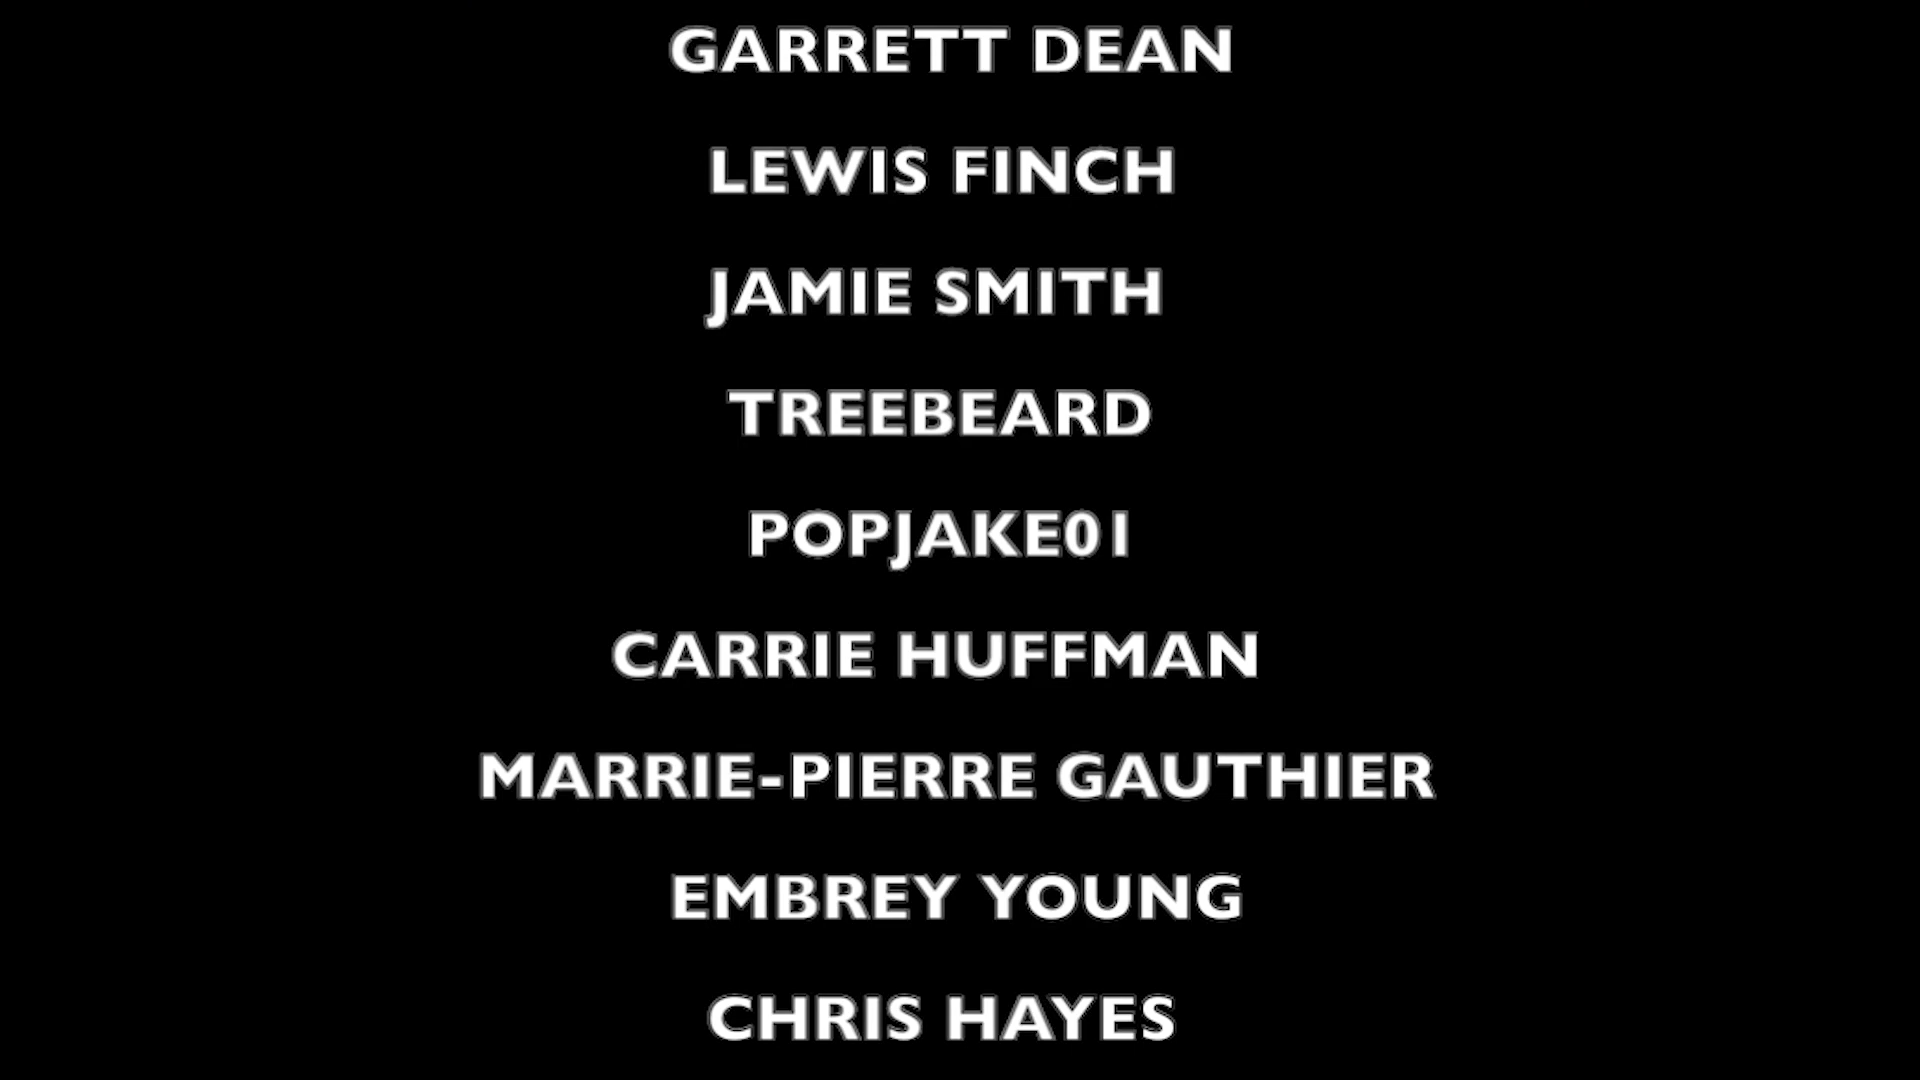 GARRETT DEAN
LEWIS FINCH
JAMIE SMITH
TREEBEARD
POPJAKE01
CARRIE HUFFMAN
MARRIE-PIERRE GAUTHIER
EMBREY YOUNG
CHRIS HAYES